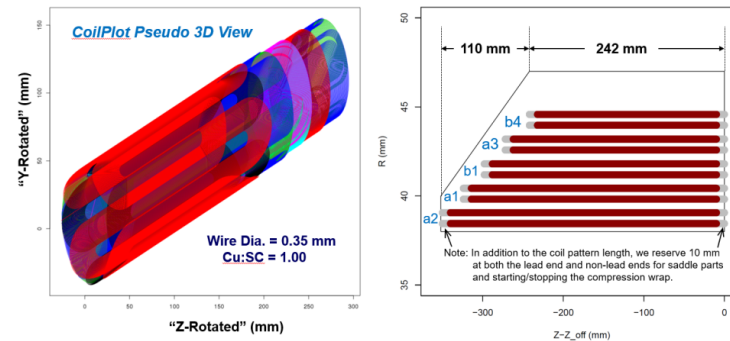 CoilPlot Pseudo 3D View
"Y-Rotated" (mm)
150
100
50
0
Wire Dia. = 0.35 mm
Cu:SC = 1.00
0
50
100
150
200
250
300
"Z-Rotated" (mm)
50
45
40
35
R (mm)
110 mm
242 mm
b4
a3
b1
a1
a2
Note: In addition to the coil pattern length, we reserve 10 mm
at both the lead end and non-lead ends for saddle parts
and starting/stopping the compression wrap.
−300
−200
−100
0
Z−Z_off (mm)